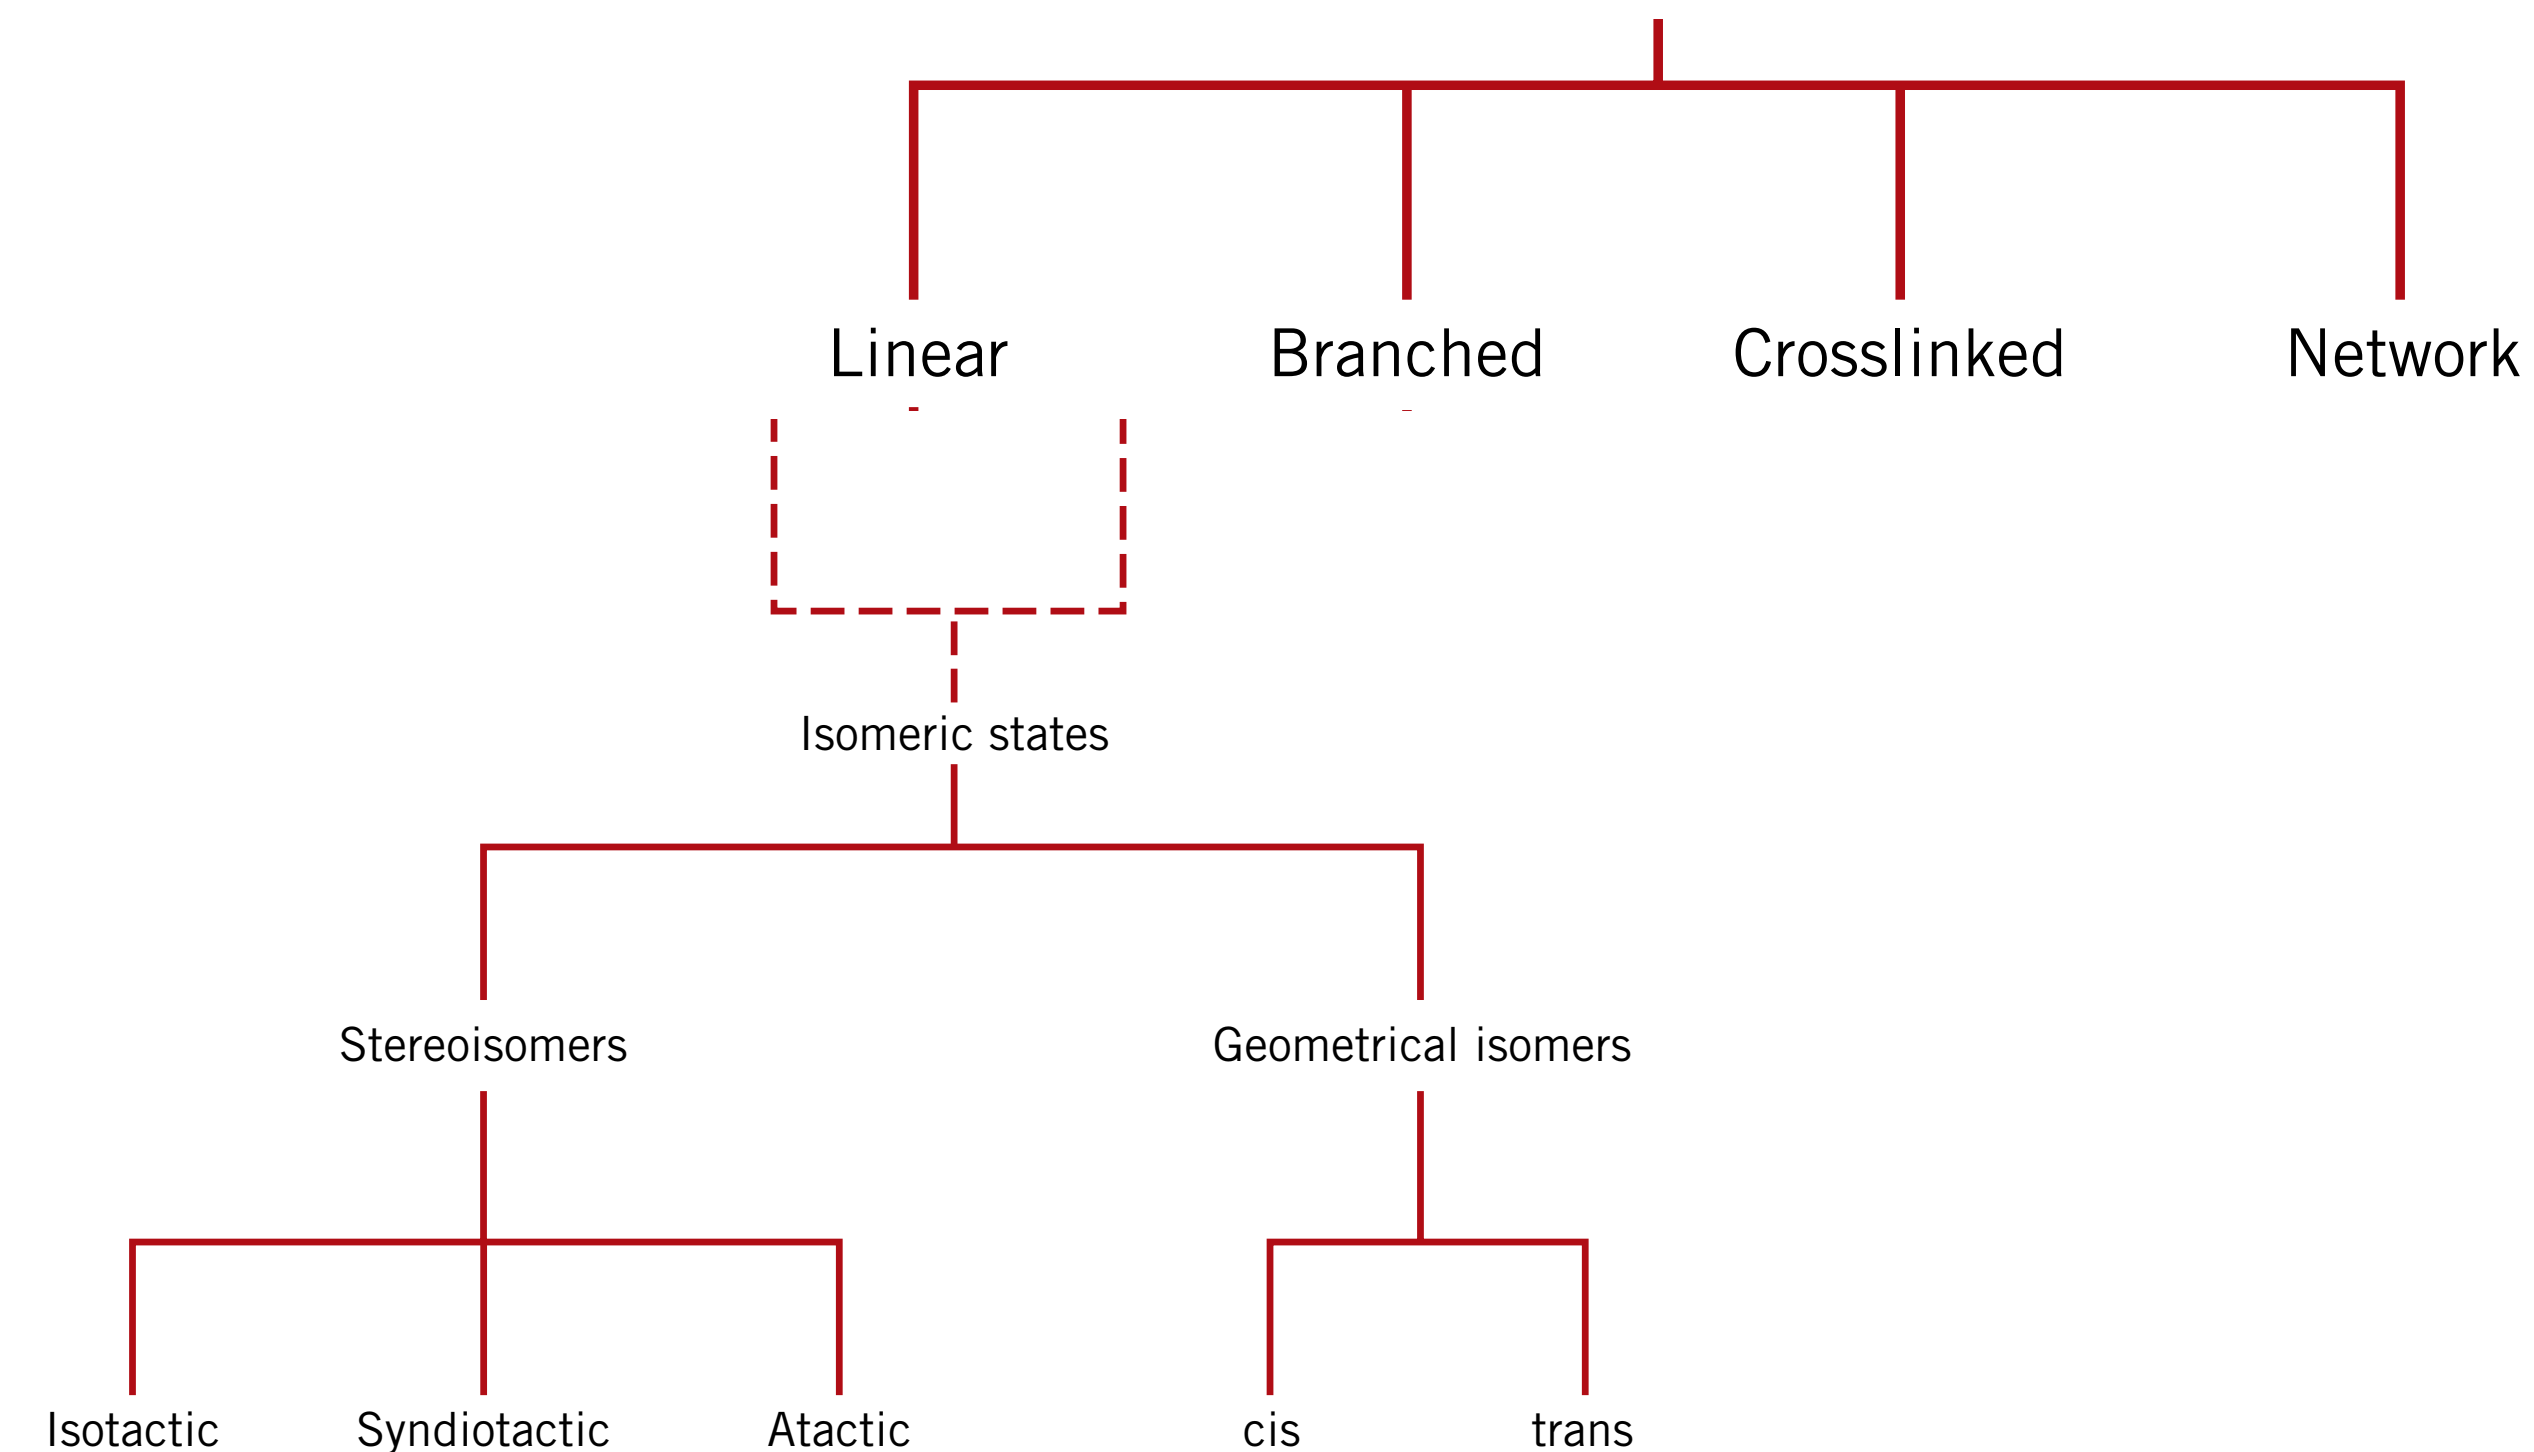 Linear Branched Crosslinked Network
Isomeric states
Stereoisomers Geometrical isomers
Isotactic Syndiotactic Atactic cis trans